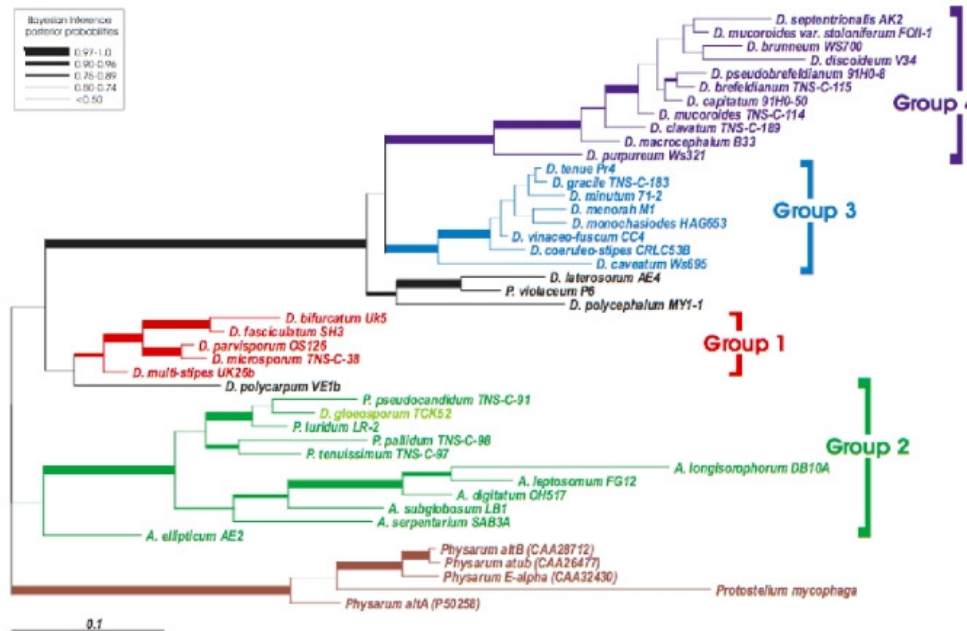 Bayesian Inference
posterior probabilities
0.97-1.0
0.90-0.96
0.75-0.89
0.50-0.74
<0.50
D. septentrionalis AK2
D. mucoroides var. stoloniferum FOII-1
D. brunneum WS700
D. discoideum V34
D. pseudobrefeldianum 91H0-8
D. brefeldianum TNS-C-115
D. capitatum 91H0-50
D. mucoroides TNS-C-114
D. clavatum TNS-C-189
D. macrocephalum B33
D. purpureum Ws321
Group 4
D. tenue Pr4
D. gracile TNS-C-183
D. minutum 71-2
D. menorah M1
D. monochasiodes HAG653
D. vinaceo-fuscum CC4
D. coeruleo-stipes CRLC53B
D. caveatum Ws695
Group 3
D. laterosorum AE4
P. violaceum P6
D. polycephalum MY1-1
D. bifurcatum Uk5
D. fasciculatum SH3
D. parvisporum OS126
D. microsporum TNS-C-38
D. multi-stipes UK26b
Group 1
D. polycarpum VE1b
P. pseudocandidum TNS-C-91
D. gloeosporum TCK52
P. luridum LR-2
P. pallidum TNS-C-98
P. tenuissimum TNS-C-97
A. longisorophorum DB10A
A. leptosomum FG12
A. digitatum OH517
A. subglobosum LB1
A. serpentarium SAB3A
A. ellipticum AE2
Group 2
Physarum altB (CAA28712)
Physarum atub (CAA26477)
Physarum E-alpha (CAA32430)
Protostelium mycophaga
Physarum altA (P50258)
0.1